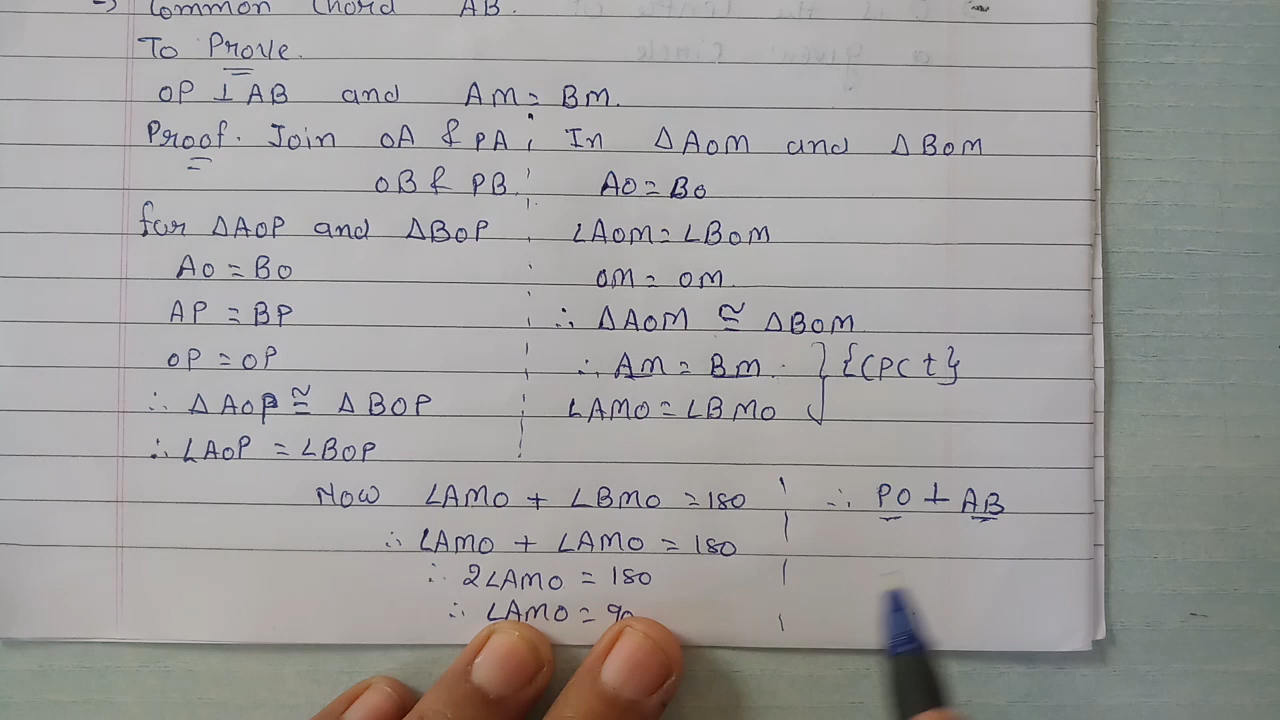 → Common Chord AB.
To Prove.
OP ⊥ AB and AM = BM.
Proof. Join OA & PA
OB & PB.
for ΔAOP and ΔBOP
AO = BO
AP = BP
OP = OP
∴ ΔAOP ≅ ΔBOP
∴ ∠AOP = ∠BOP
In ΔAOM and ΔBOM
AO = BO
∠AOM = ∠BOM
OM = OM
∴ ΔAOM ≅ ΔBOM
∴ AM = BM. } {CPCt}
∠AMO = ∠BMO
Now ∠AMO + ∠BMO = 180
∴ ∠AMO + ∠AMO = 180
∴ 2∠AMO = 180
∴ ∠AMO = 90
∴ PO ⊥ AB